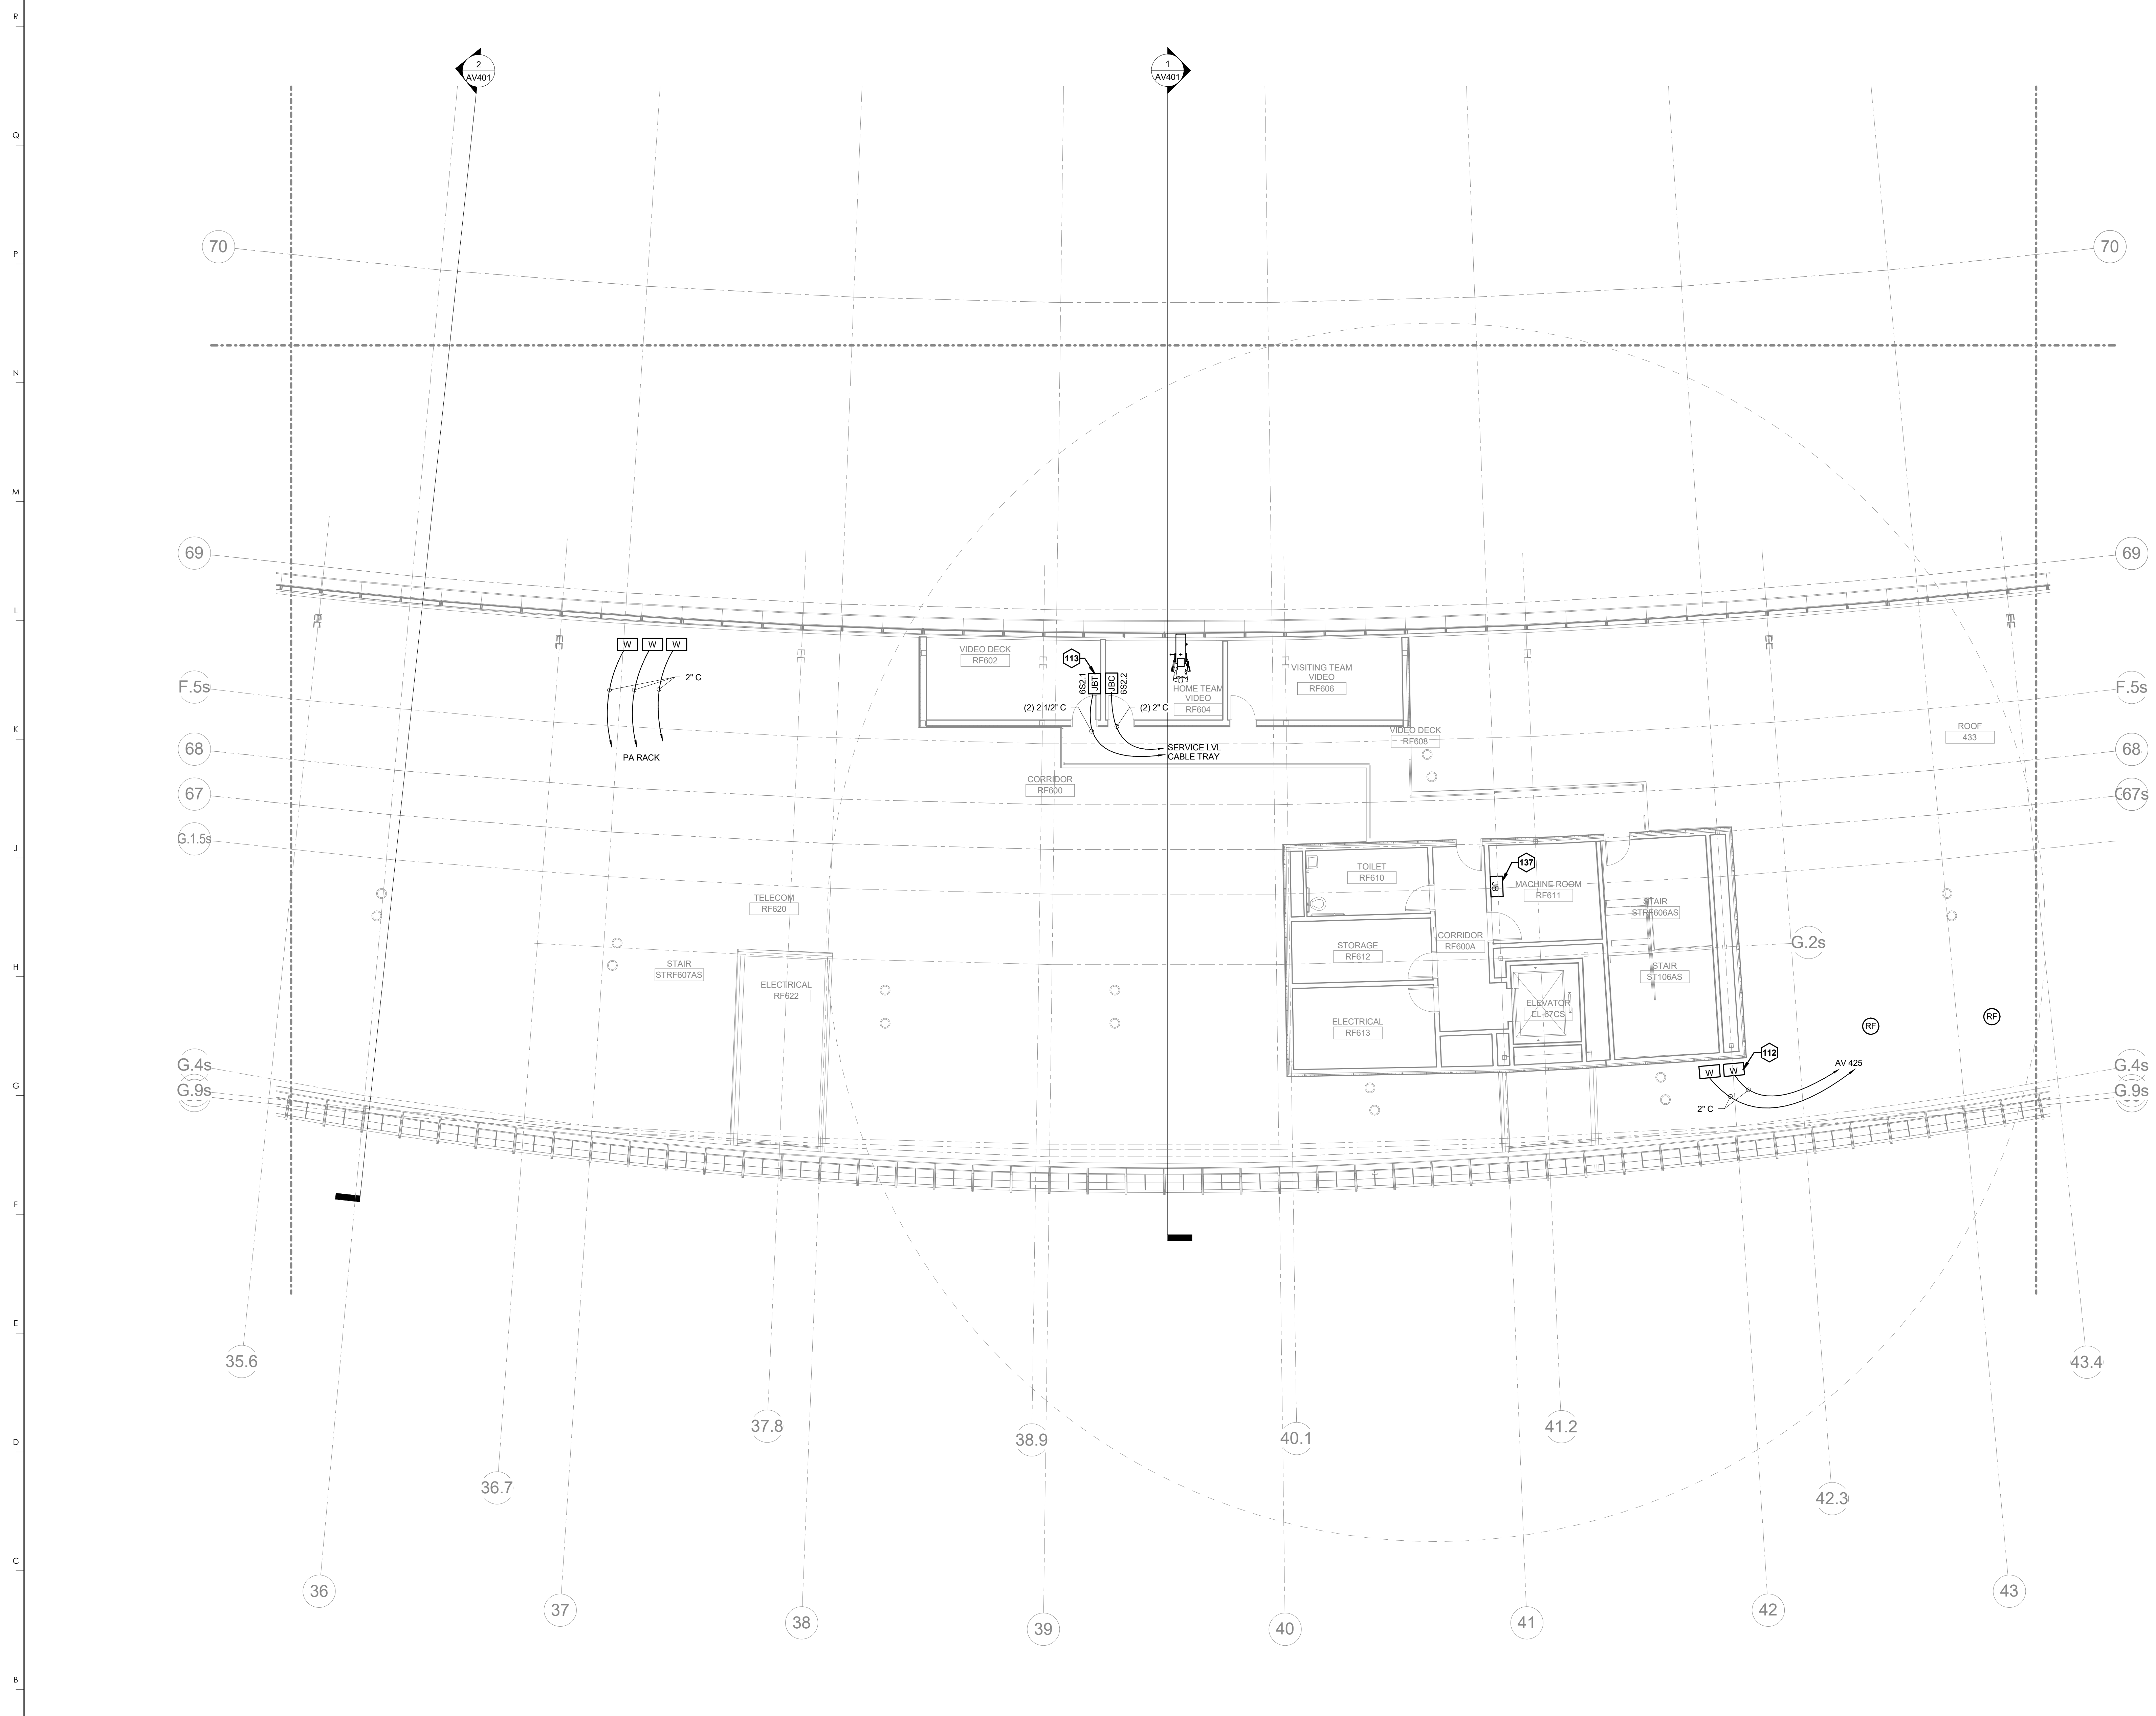 R
2
AV401
1
AV401
Q
70
70
P
N
M
69
69
L
W
W
W
2" C
PA RACK
VIDEO DECK
RF602
113
6S2.1
JBT
JBC
6S2.2
(2) 2 1/2" C
(2) 2" C
HOME TEAM
VIDEO
RF604
VISITING TEAM
VIDEO
RF606
SERVICE LVL
CABLE TRAY
VIDEO DECK
RF608
ROOF
433
F.5s
F.5s
K
68
68
CORRIDOR
RF600
67
67s
G.1.5s
J
TOILET
RF610
137
JB
MACHINE ROOM
RF611
TELECOM
RF620
STAIR
STRF606AS
CORRIDOR
RF600A
G.2s
STORAGE
RF612
H
STAIR
STRF607AS
STAIR
ST106AS
ELECTRICAL
RF622
ELEVATOR
EL-67CS
ELECTRICAL
RF613
RF
RF
112
W
W
AV 425
2" C
G.4s
G.4s
G
G.9s
G.9s
F
E
35.6
43.4
37.8
38.9
40.1
41.2
D
36.7
42.3
C
36
37
38
39
40
41
42
43
B